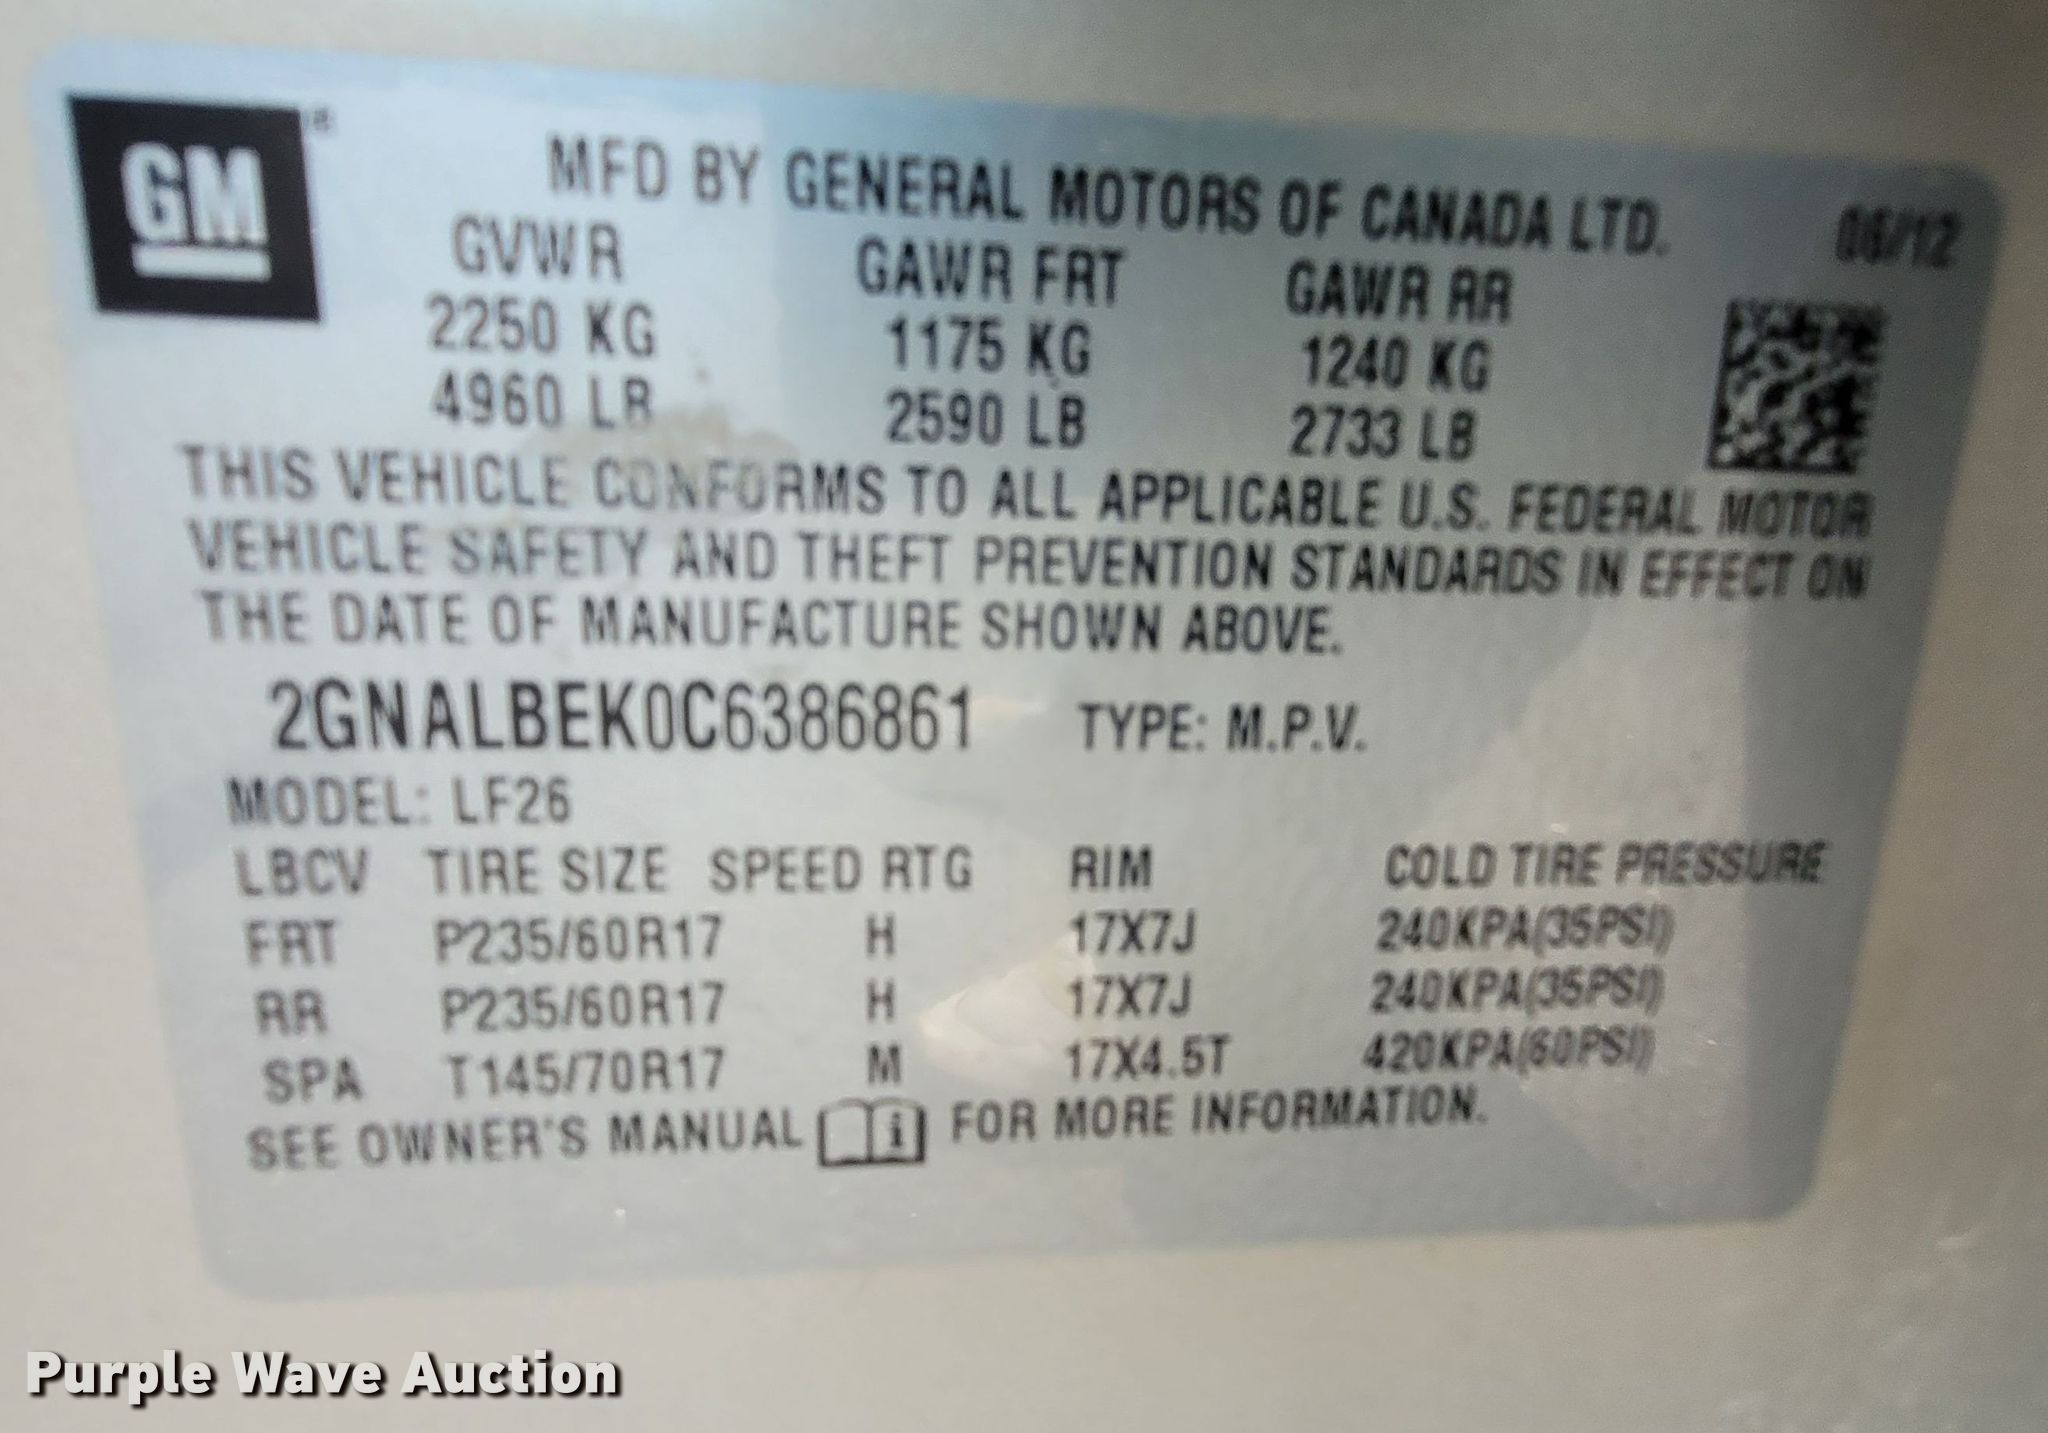 GM
MFD BY GENERAL MOTORS OF CANADA LTD. 06/12
GVWR GAWR FRT GAWR RR
2250 KG 1175 KG 1240 KG
4960 LB 2590 LB 2733 LB
THIS VEHICLE CONFORMS TO ALL APPLICABLE U.S. FEDERAL MOTOR
VEHICLE SAFETY AND THEFT PREVENTION STANDARDS IN EFFECT ON
THE DATE OF MANUFACTURE SHOWN ABOVE.
2GNALBEK0C6386861 TYPE: M.P.V.
MODEL: LF26
LBCV TIRE SIZE SPEED RTG RIM COLD TIRE PRESSURE
FRT P235/60R17 H 17X7J 240KPA(35PSI)
RR P235/60R17 H 17X7J 240KPA(35PSI)
SPA T145/70R17 M 17X4.5T 420KPA(60PSI)
SEE OWNER'S MANUAL i FOR MORE INFORMATION.
Purple Wave Auction